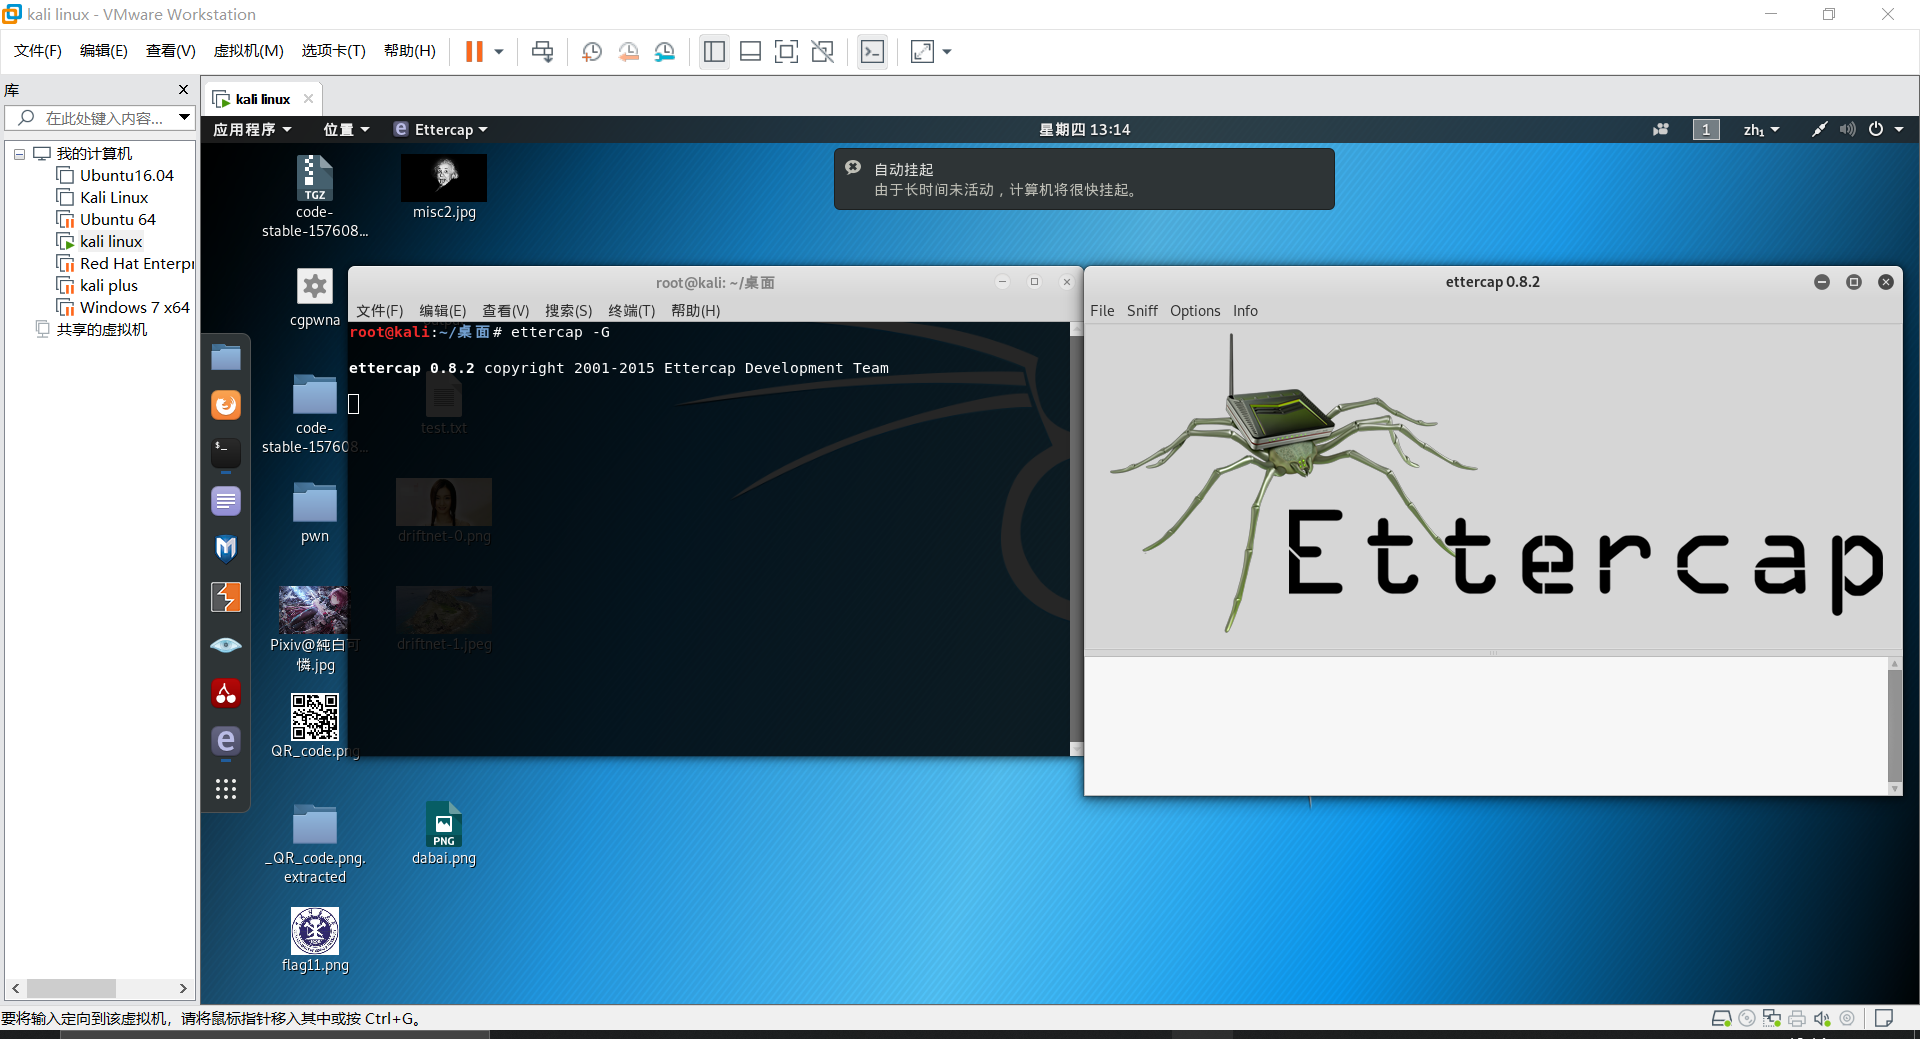 kali linux - VMware Workstation
文件(F) 编辑(E) 查看(V) 虚拟机(M) 选项卡(T) 帮助(H)
库
在此处键入内容...
我的计算机
Ubuntu16.04
Kali Linux
Ubuntu 64
kali linux
Red Hat Enterpr
kali plus
Windows 7 x64
共享的虚拟机
kali linux
应用程序 位置 Ettercap 星期四 13:14 1 zh₁
自动挂起
由于长时间未活动，计算机将很快挂起。
TGZ
code-
stable-157608...
misc2.jpg
cgpwna
code-
stable-157608...
pwn
Pixiv@純白可
憐.jpg
QR_code.png
_QR_code.png.
extracted
PNG
dabai.png
flag11.png
root@kali: ~/桌面
文件(F) 编辑(E) 查看(V) 搜索(S) 终端(T) 帮助(H)
root@kali:~/桌面# ettercap -G
ettercap 0.8.2 copyright 2001-2015 Ettercap Development Team
test.txt
driftnet-0.png
driftnet-1.jpeg
ettercap 0.8.2
File Sniff Options Info
Ettercap
要将输入定向到该虚拟机，请将鼠标指针移入其中或按 Ctrl+G。